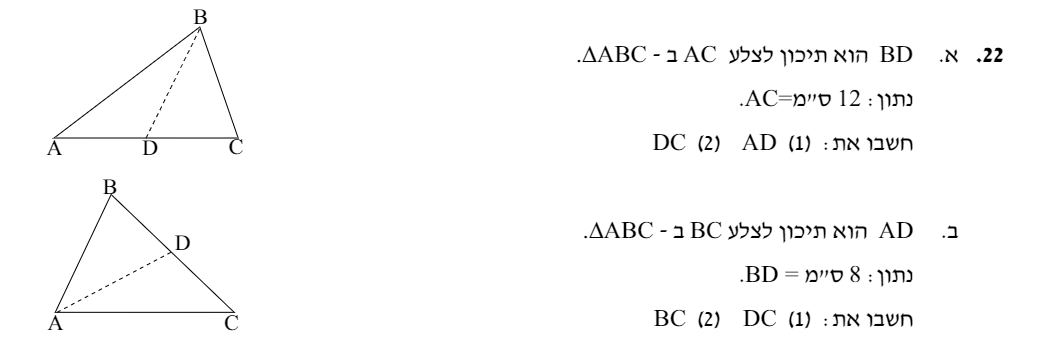 22. א. BD הוא תיכון לצלע AC ב - ΔABC.
נתון: 12 ס״מ=AC.
חשבו את: (1) AD (2) DC
B
A D C
ב. AD הוא תיכון לצלע BC ב - ΔABC.
נתון: 8 ס״מ = BD.
חשבו את: (1) DC (2) BC
B
D
A C